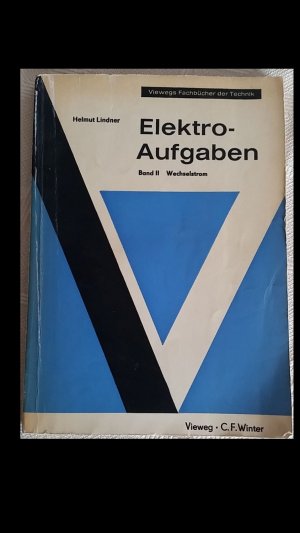 Viewegs Fachbücher der Technik
Helmut Lindner
Elektro-
Aufgaben
Band II Wechselstrom
Vieweg • C. F. Winter